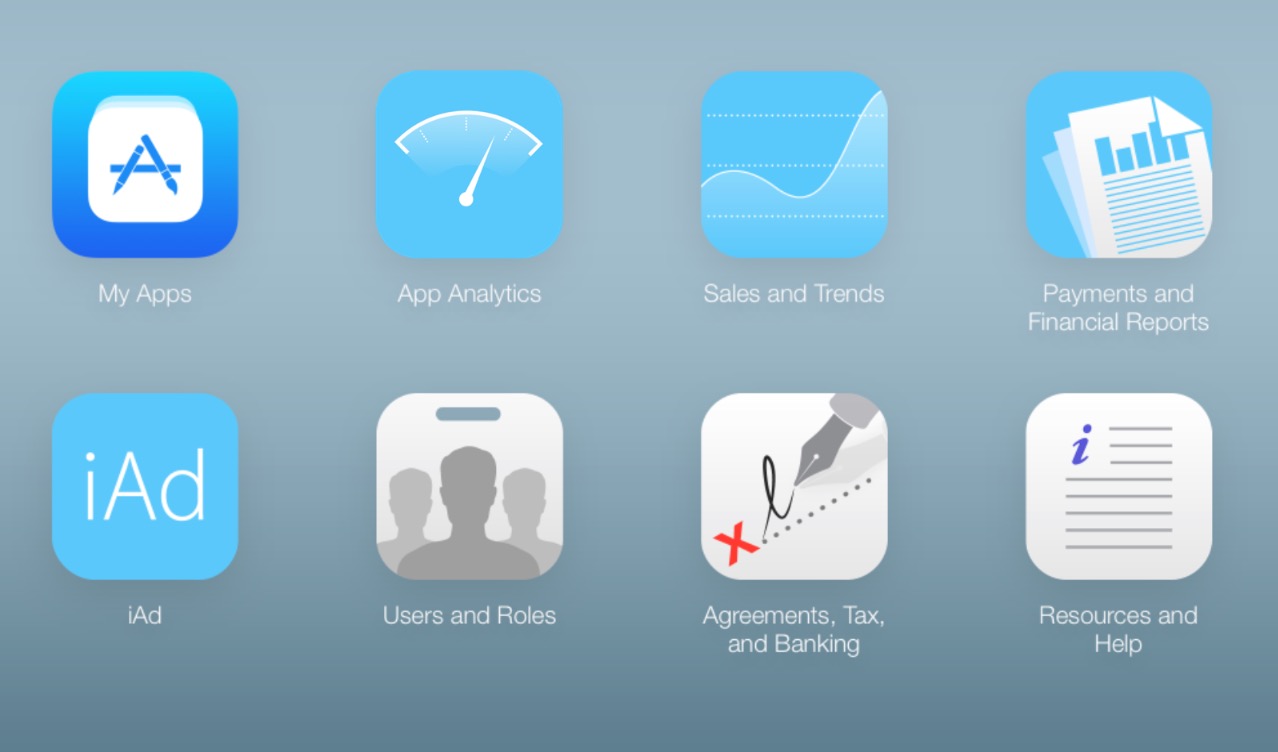 My Apps
App Analytics
Sales and Trends
Payments and
Financial Reports
iAd
iAd
Users and Roles
Agreements, Tax,
and Banking
Resources and
Help